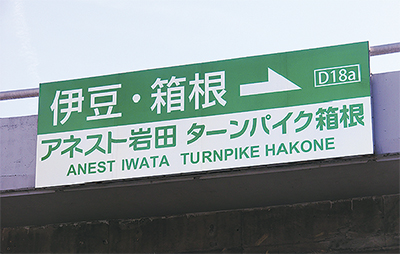 伊豆・箱根 → D18a
アネスト岩田 ターンパイク箱根
ANEST IWATA TURNPIKE HAKONE